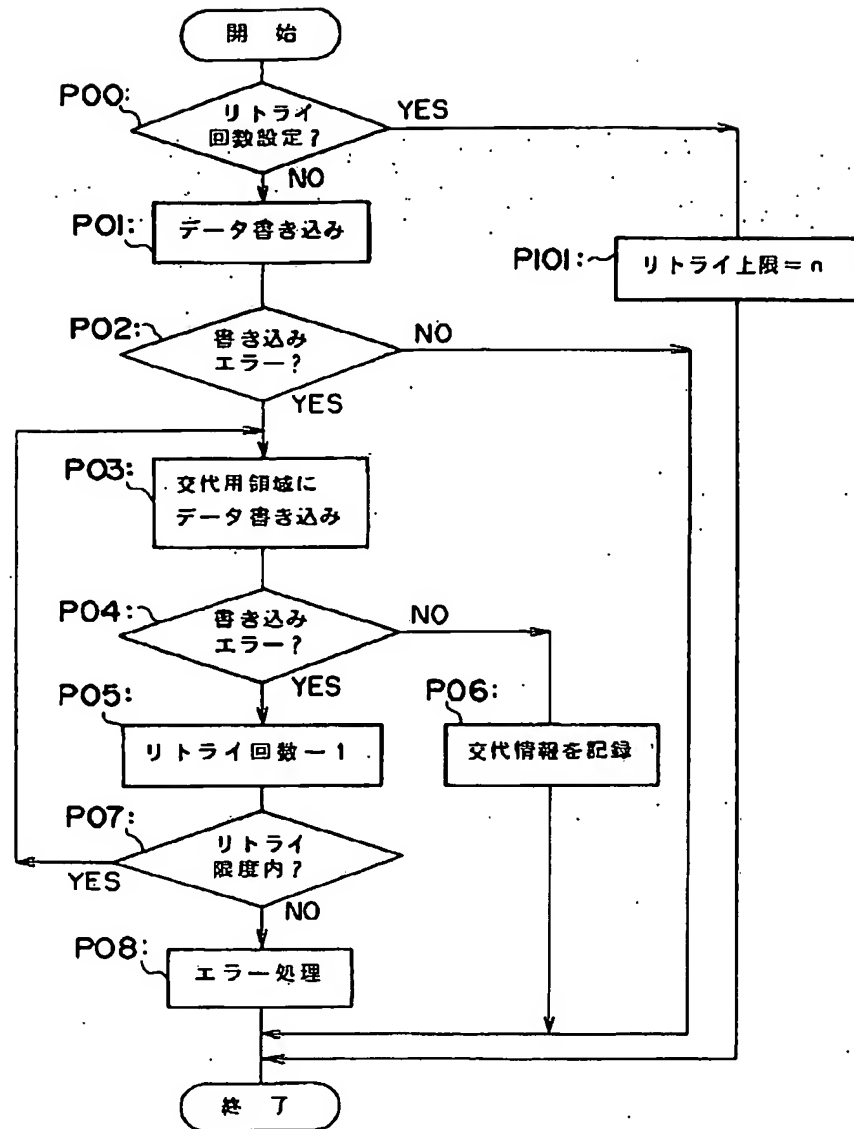 開始
P00:
リトライ
回数設定?
YES
NO
P01:
データ書き込み
P101:
リトライ上限=n
P02:
書き込み
エラー?
NO
YES
P03:
交代用領域に
データ書き込み
P04:
書き込み
エラー?
NO
YES
P05:
リトライ回数-1
P06:
交代情報を記録
P07:
リトライ
限度内?
YES
NO
P08:
エラー処理
終了